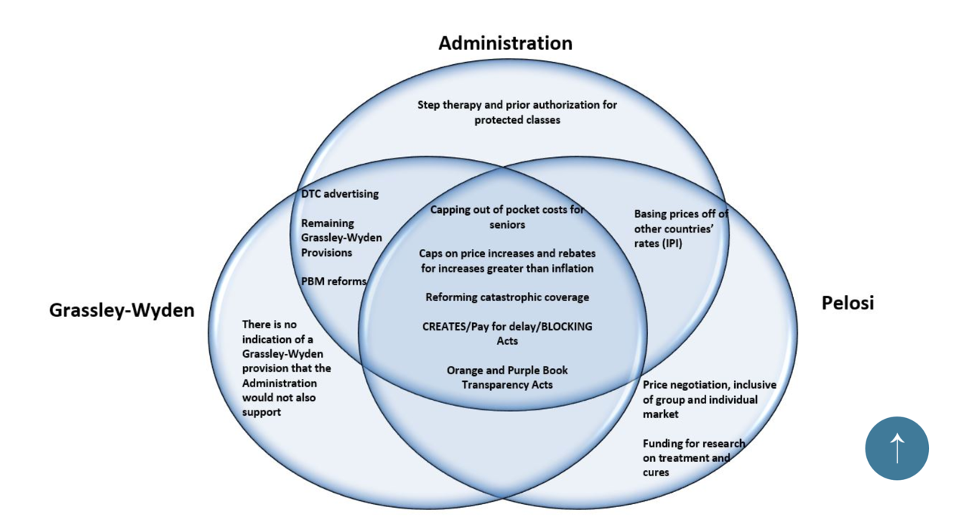 Administration
Step therapy and prior authorization for
protected classes
DTC advertising
Remaining
Grassley-Wyden
Provisions
PBM reforms
Capping out of pocket costs for
seniors
Caps on price increases and rebates
for increases greater than inflation
Reforming catastrophic coverage
CREATES/Pay for delay/BLOCKING
Acts
Orange and Purple Book
Transparency Acts
Basing prices off of
other countries’
rates (IPI)
Grassley-Wyden
Pelosi
There is no
indication of a
Grassley-Wyden
provision that the
Administration
would not also
support
Price negotiation, inclusive
of group and individual
market
Funding for research
on treatment and
cures